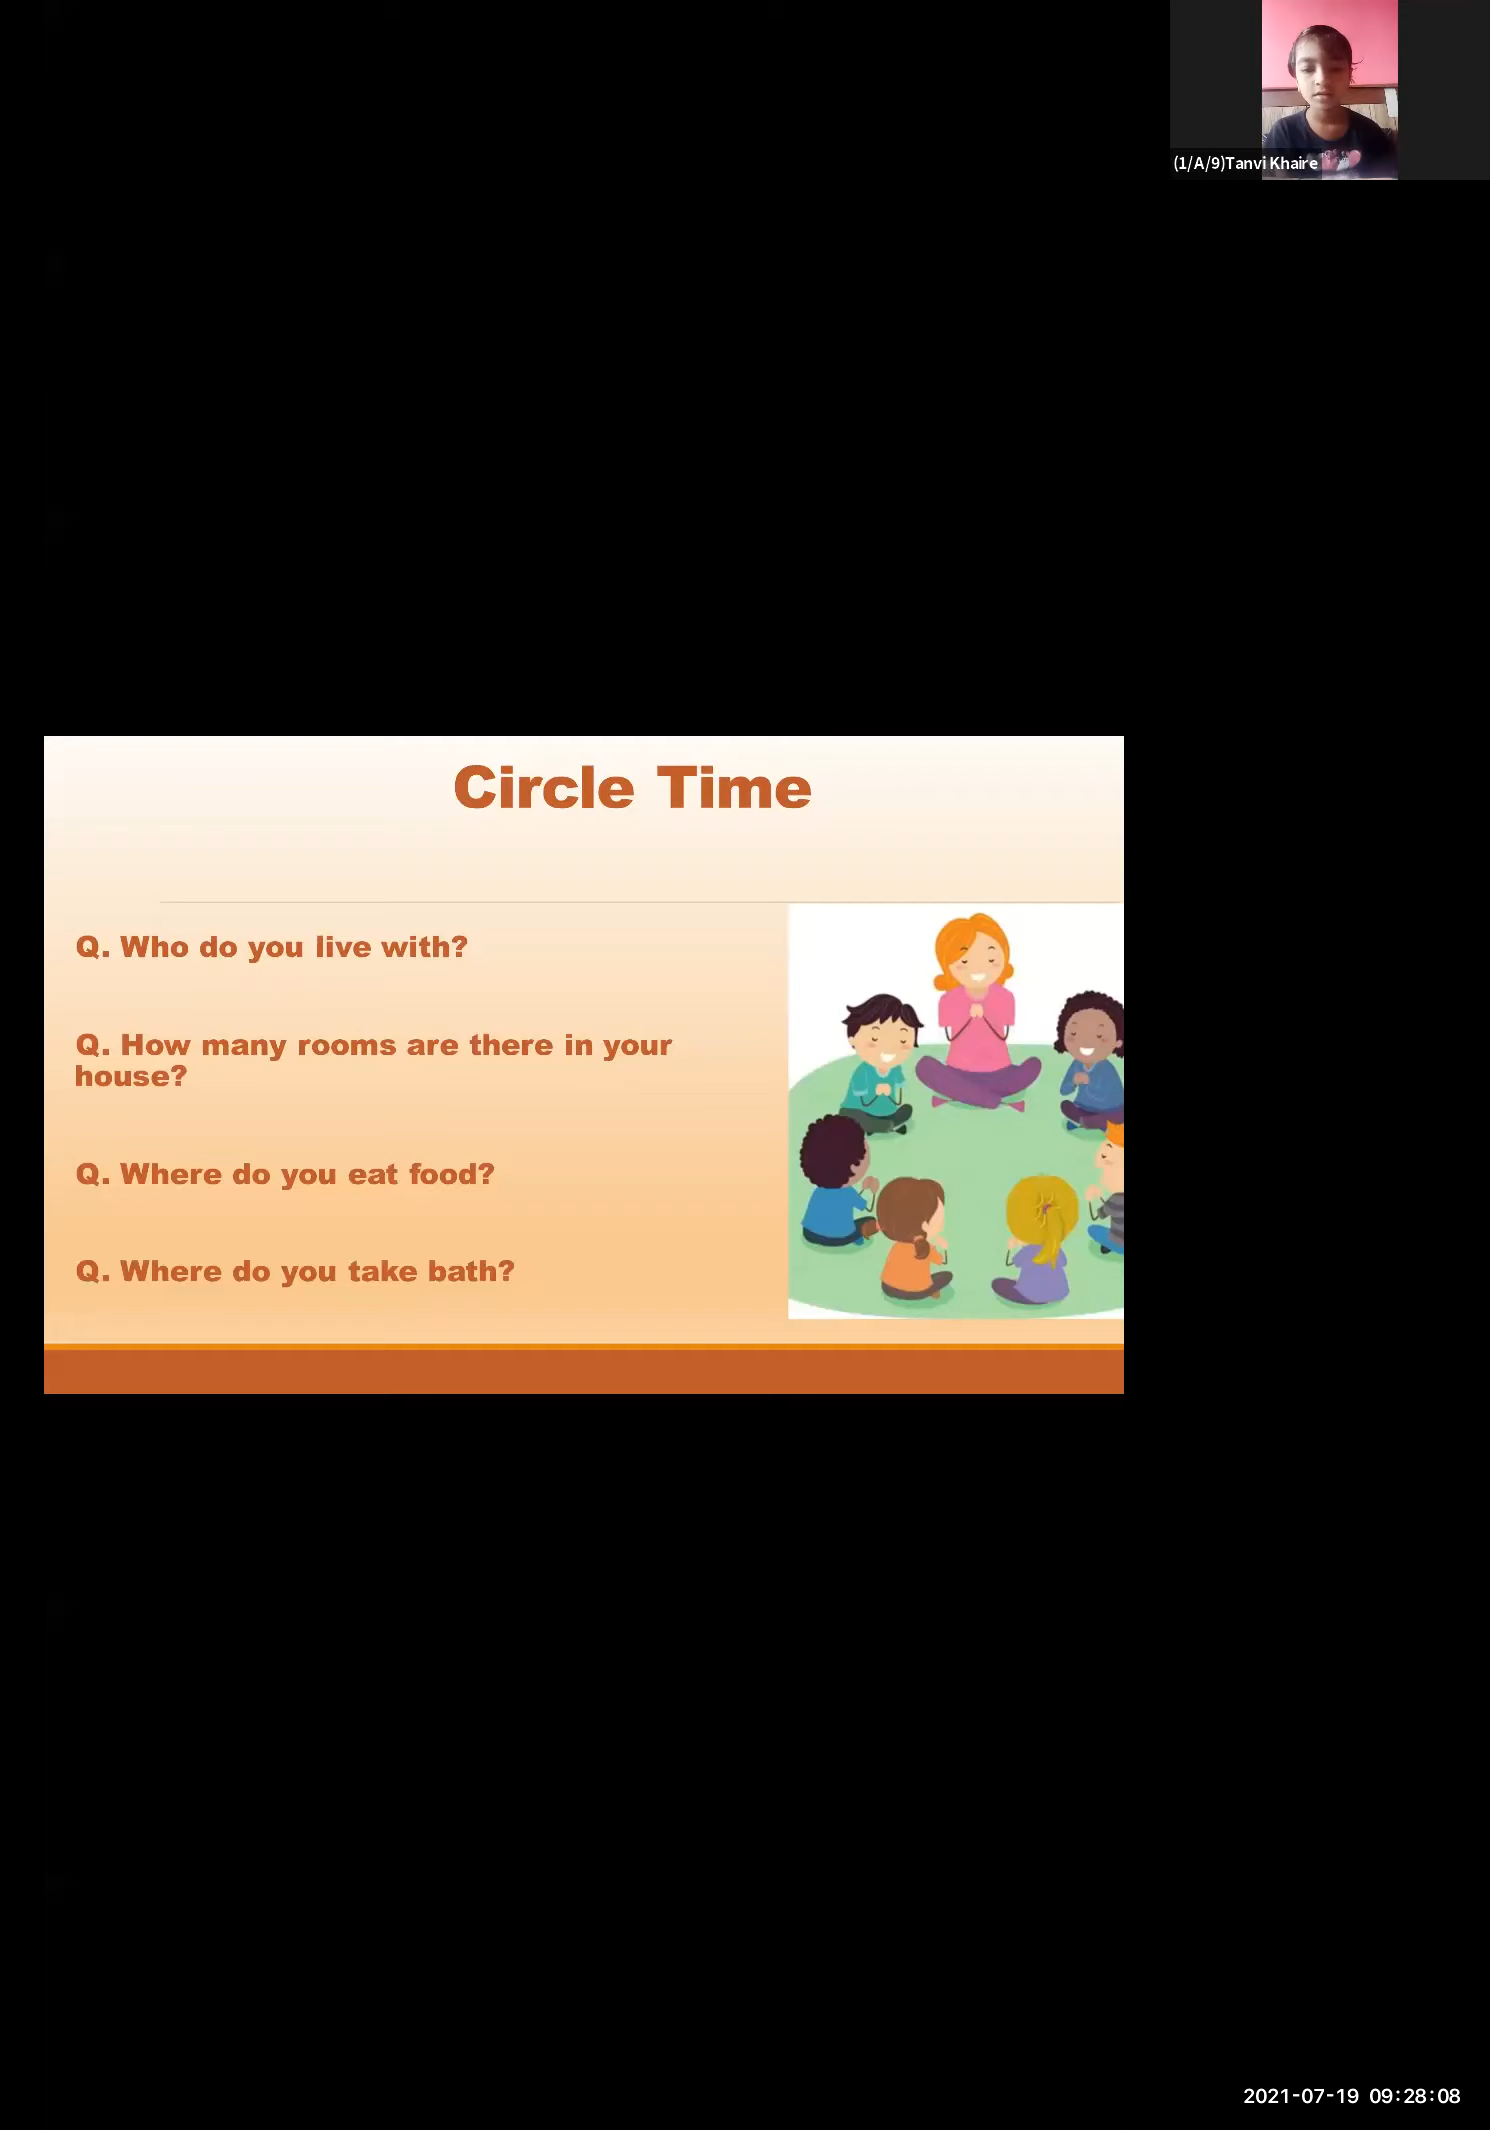 (1/A/9)Tanvi Khaire
Circle Time
Q. Who do you live with?
Q. How many rooms are there in your
house?
Q. Where do you eat food?
Q. Where do you take bath?
2021-07-19 09:28:08